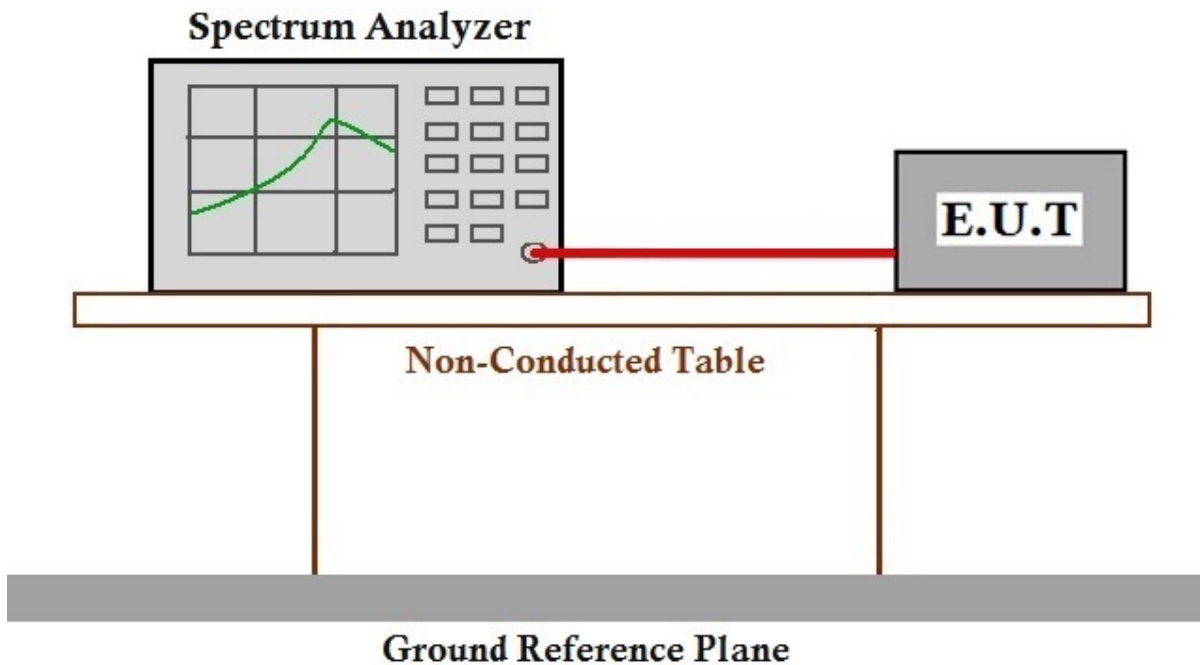 Spectrum Analyzer
E.U.T
Non-Conducted Table
Ground Reference Plane